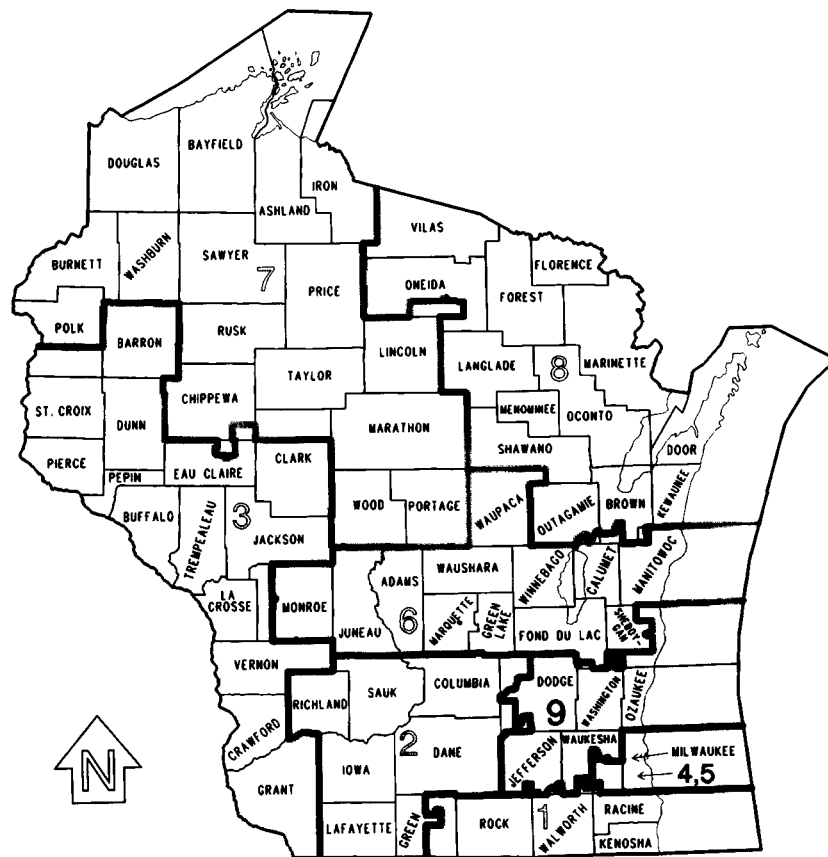 BAYFIELD
DOUGLAS
IRON
ASHLAND
VILAS
WASHBURN
SAWYER
BURNETT
FLORENCE
7
PRICE
ONEIDA
FOREST
POLK
RUSK
BARRON
LINCOLN
LANGLADE
MARINETTE
8
TAYLOR
CHIPPEWA
ST. CROIX
DUNN
MENOMINEE
OCONTO
MARATHON
SHAWANO
DOOR
CLARK
PIERCE
EAU CLAIRE
PEPIN
WOOD
PORTAGE
WAUPACA
OUTAGAMIE
BROWN
KEWAUNEE
BUFFALO
TREMPEALEAU
3
JACKSON
WAUSHARA
WINNEBAGO
CALUMET
MANITOWOC
ADAMS
LA
CROSSE
MONROE
JUNEAU
6
MARQUETTE
GREEN
LAKE
FOND DU LAC
SHEBOY-
GAN
VERNON
COLUMBIA
DODGE
RICHLAND
SAUK
WASHINGTON
OZAUKEE
9
CRAWFORD
2
DANE
JEFFERSON
WAUKESHA
MILWAUKEE
4,5
N
IOWA
GRANT
LAFAYETTE
GREEN
ROCK
1
WALWORTH
RACINE
KENOSHA